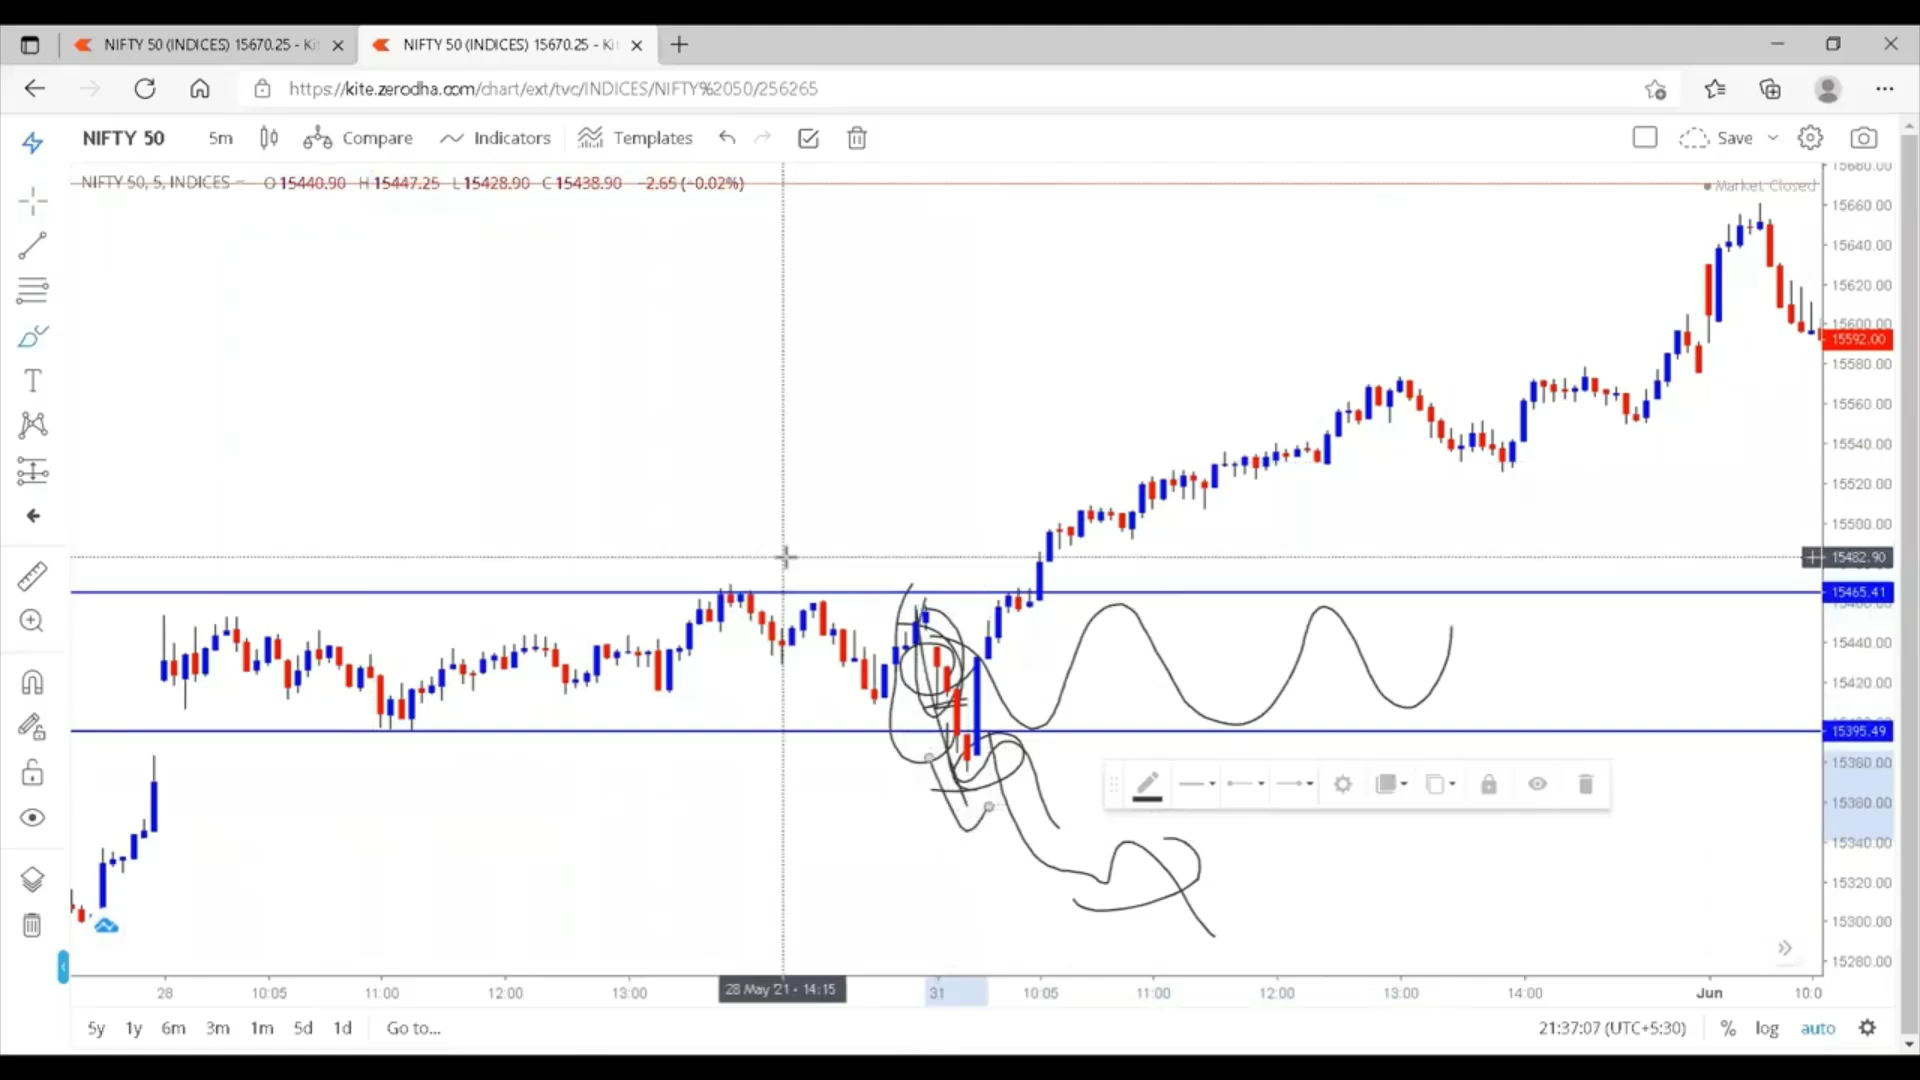 NIFTY 50 (INDICES) 15670.25 - Ki
NIFTY 50 (INDICES) 15670.25 - Ki
https://kite.zerodha.com/chart/ext/tvc/INDICES/NIFTY%2050/256265
NIFTY 50 5m Compare Indicators Templates Save
NIFTY 50, 5, INDICES O 15440.90 H 15447.25 L 15428.90 C 15438.90 −2.65 (−0.02%)
Market Closed
15680.00
15660.00
15640.00
15620.00
15600.00
15592.00
15580.00
15560.00
15540.00
15520.00
15500.00
15482.90
15465.41
15440.00
15420.00
15395.49
15380.00
15360.00
15340.00
15320.00
15300.00
15280.00
28 10:05 11:00 12:00 13:00 28 May '21 - 14:15 31 10:05 11:00 12:00 13:00 14:00 Jun 10:0
5y 1y 6m 3m 1m 5d 1d Go to... 21:37:07 (UTC+5:30) % log auto